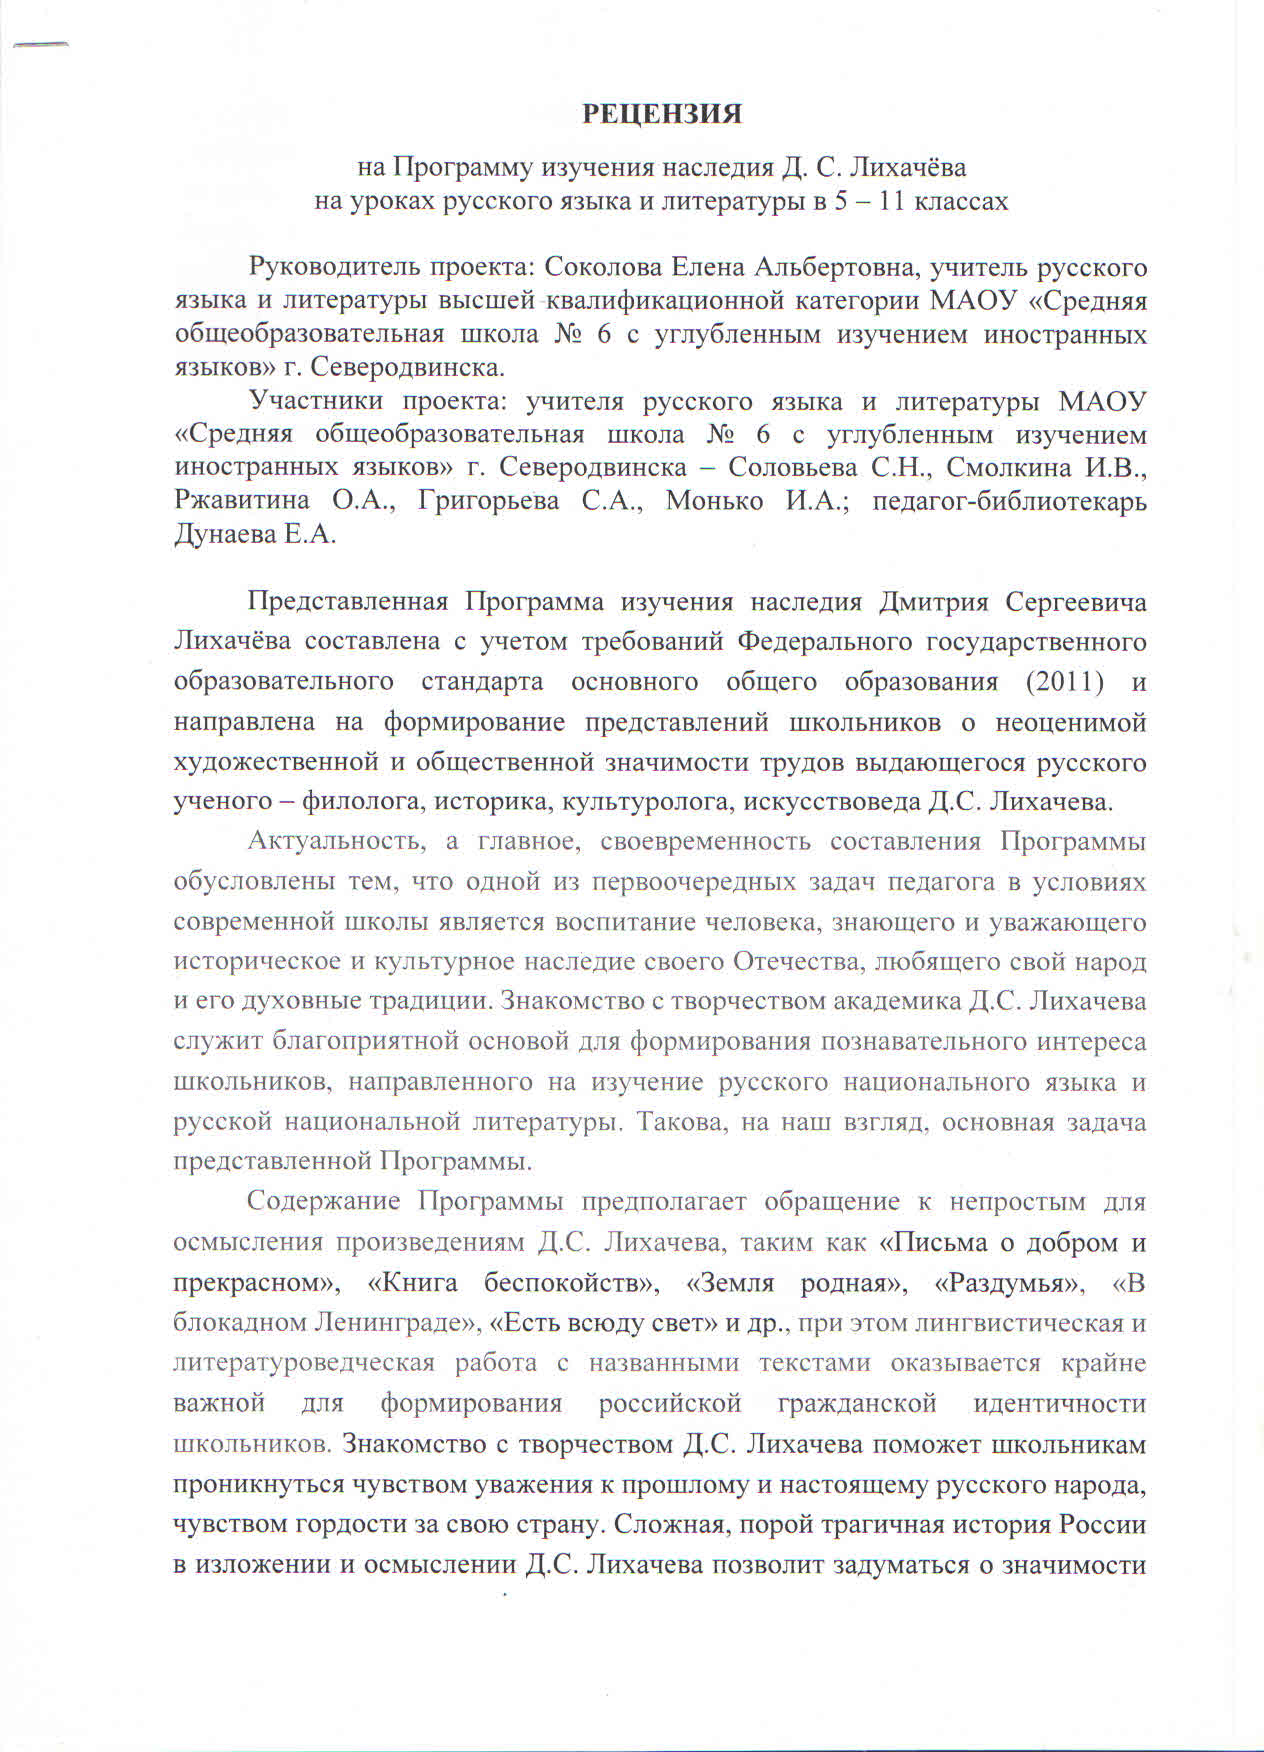 РЕЦЕНЗИЯ
на Программу изучения наследия Д. С. Лихачёва
на уроках русского языка и литературы в 5 – 11 классах
Руководитель проекта: Соколова Елена Альбертовна, учитель русского
языка и литературы высшей квалификационной категории МАОУ «Средняя
общеобразовательная школа № 6 с углубленным изучением иностранных
языков» г. Северодвинска.
Участники проекта: учителя русского языка и литературы МАОУ
«Средняя общеобразовательная школа № 6 с углубленным изучением
иностранных языков» г. Северодвинска – Соловьева С.Н., Смолкина И.В.,
Ржавитина О.А., Григорьева С.А., Монько И.А.; педагог-библиотекарь
Дунаева Е.А.
Представленная Программа изучения наследия Дмитрия Сергеевича
Лихачёва составлена с учетом требований Федерального государственного
образовательного стандарта основного общего образования (2011) и
направлена на формирование представлений школьников о неоценимой
художественной и общественной значимости трудов выдающегося русского
ученого – филолога, историка, культуролога, искусствоведа Д.С. Лихачева.
Актуальность, а главное, своевременность составления Программы
обусловлены тем, что одной из первоочередных задач педагога в условиях
современной школы является воспитание человека, знающего и уважающего
историческое и культурное наследие своего Отечества, любящего свой народ
и его духовные традиции. Знакомство с творчеством академика Д.С. Лихачева
служит благоприятной основой для формирования познавательного интереса
школьников, направленного на изучение русского национального языка и
русской национальной литературы. Такова, на наш взгляд, основная задача
представленной Программы.
Содержание Программы предполагает обращение к непростым для
осмысления произведениям Д.С. Лихачева, таким как «Письма о добром и
прекрасном», «Книга беспокойств», «Земля родная», «Раздумья», «В
блокадном Ленинграде», «Есть всюду свет» и др., при этом лингвистическая и
литературоведческая работа с названными текстами оказывается крайне
важной для формирования российской гражданской идентичности
школьников. Знакомство с творчеством Д.С. Лихачева поможет школьникам
проникнуться чувством уважения к прошлому и настоящему русского народа,
чувством гордости за свою страну. Сложная, порой трагичная история России
в изложении и осмыслении Д.С. Лихачева позволит задуматься о значимости